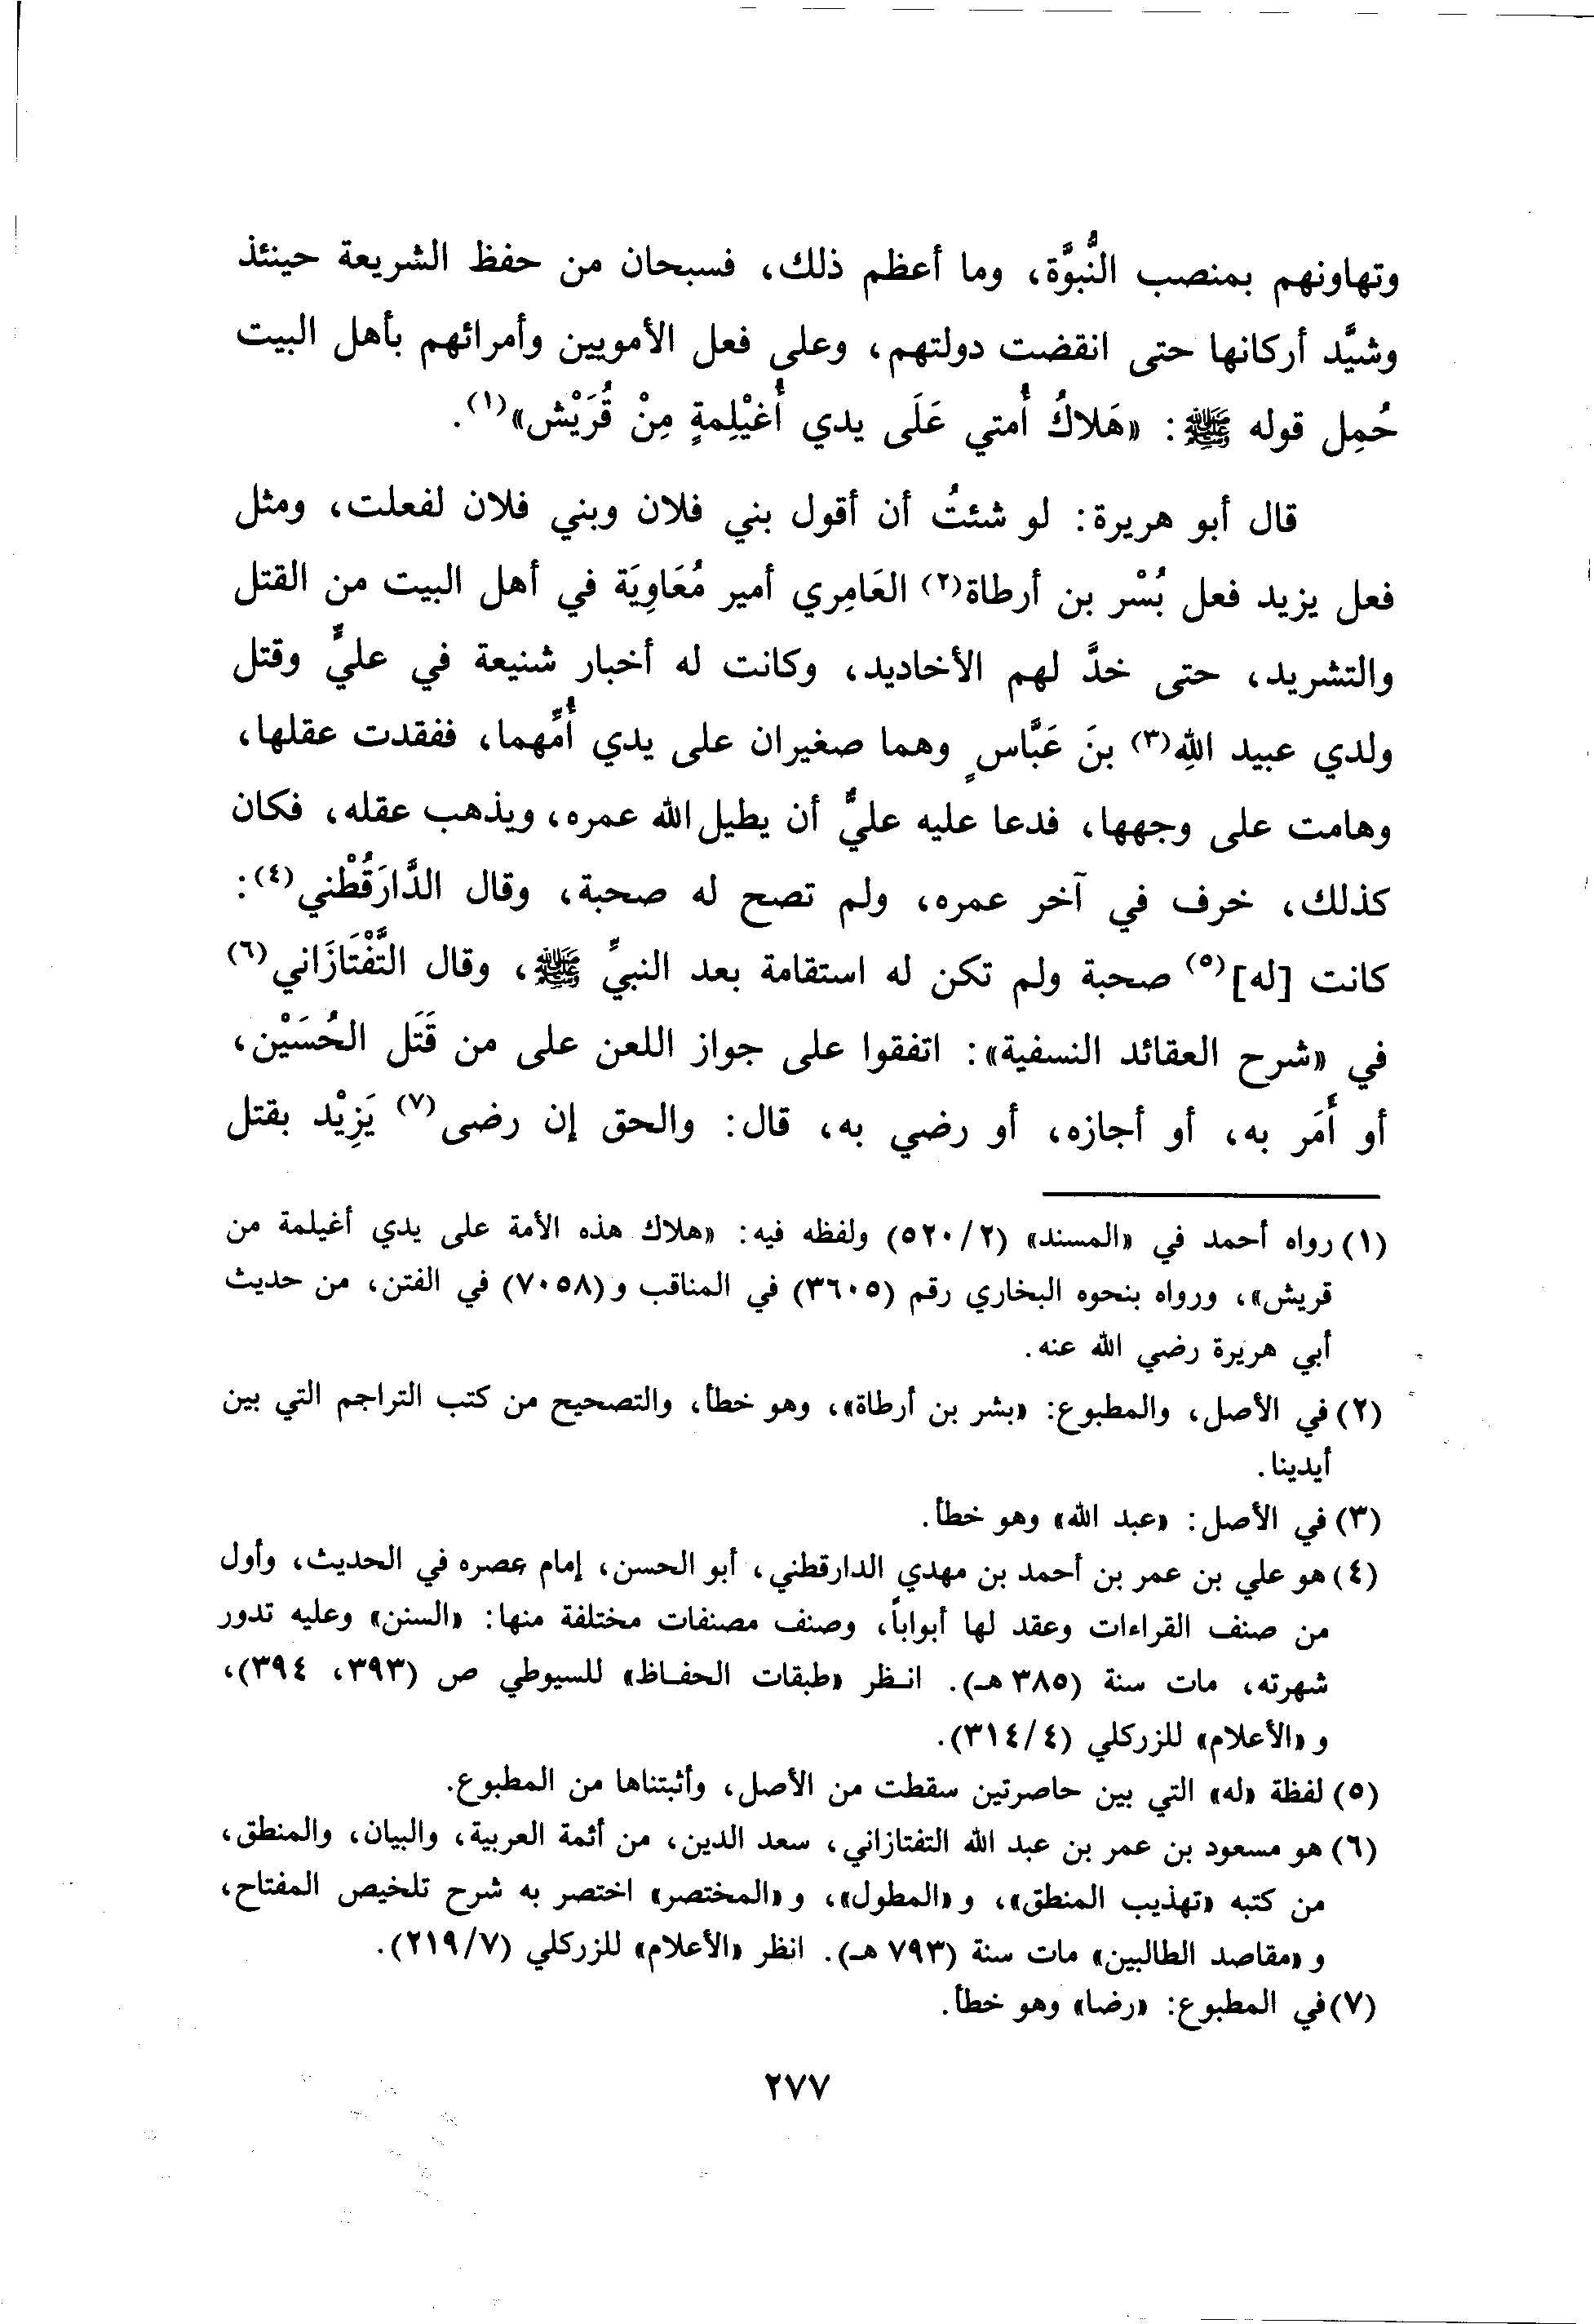 وتهاونهم بمنصب النُّبوَّة، وما أعظم ذلك، فسبحان من حفظ الشريعة حينئذ
وشيَّد أركانها حتى انقضت دولتهم، وعلى فعل الأمويين وأمرائهم بأهل البيت
حُمِل قوله ﷺ: «هَلاكُ أُمتي عَلَى يدي أُغيْلِمةٍ مِنْ قُرَيْش»(١).
قال أبو هريرة: لو شئتُ أن أقول بني فلان وبني فلان لفعلت، ومثل
فعل يزيد فعل بُسْر بن أرطاة(٢) العَامِري أمير مُعَاوِيَة في أهل البيت من القتل
والتشريد، حتى خدَّ لهم الأخاديد، وكانت له أخبار شنيعة في عليٍّ وقتل
ولدي عبيد اللهِ(٣) بنَ عَبَّاسٍ وهما صغيران على يدي أُمِّهما، ففقدت عقلها،
وهامت على وجهها، فدعا عليه عليٌّ أن يطيل الله عمره، ويذهب عقله، فكان
كذلك، خرف في آخر عمره، ولم تصح له صحبة، وقال الدَّارَقُطْني(٤):
كانت [له](٥) صحبة ولم تكن له استقامة بعد النبيِّ ﷺ، وقال التَّفْتَازَاني(٦)
في «شرح العقائد النسفية»: اتفقوا على جواز اللعن على من قَتَل الحُسَيْن،
أو أَمَر به، أو أجازه، أو رضي به، قال: والحق إن رضى(٧) يَزِيْد بقتل
(١) رواه أحمد في «المسند» (٥٢٠/٢) ولفظه فيه: «هلاك هذه الأمة على يدي أغيلمة من
قريش»، ورواه بنحوه البخاري رقم (٣٦٠٥) في المناقب و(٧٠٥٨) في الفتن، من حديث
أبي هريرة رضي الله عنه.
(٢) في الأصل، والمطبوع: «بشر بن أرطاة»، وهو خطأ، والتصحيح من كتب التراجم التي بين
أيدينا.
(٣) في الأصل: «عبد الله» وهو خطأ.
(٤) هو علي بن عمر بن أحمد بن مهدي الدارقطني، أبو الحسن، إمام عصره في الحديث، وأول
من صنف القراءات وعقد لها أبواباً، وصنف مصنفات مختلفة منها: «السنن» وعليه تدور
شهرته، مات سنة (٣٨٥ هـ). انظر «طبقات الحفاظ» للسيوطي ص (٣٩٣، ٣٩٤)،
و«الأعلام» للزركلي (٣١٤/٤).
(٥) لفظة «له» التي بين حاصرتين سقطت من الأصل، وأثبتناها من المطبوع.
(٦) هو مسعود بن عمر بن عبد الله التفتازاني، سعد الدين، من أئمة العربية، والبيان، والمنطق،
من كتبه «تهذيب المنطق»، و«المطول»، و«المختصر» اختصر به شرح تلخيص المفتاح،
و«مقاصد الطالبين» مات سنة (٧٩٣ هـ). انظر «الأعلام» للزركلي (٢١٩/٧).
(٧) في المطبوع: «رضا» وهو خطأ.
٢٧٧